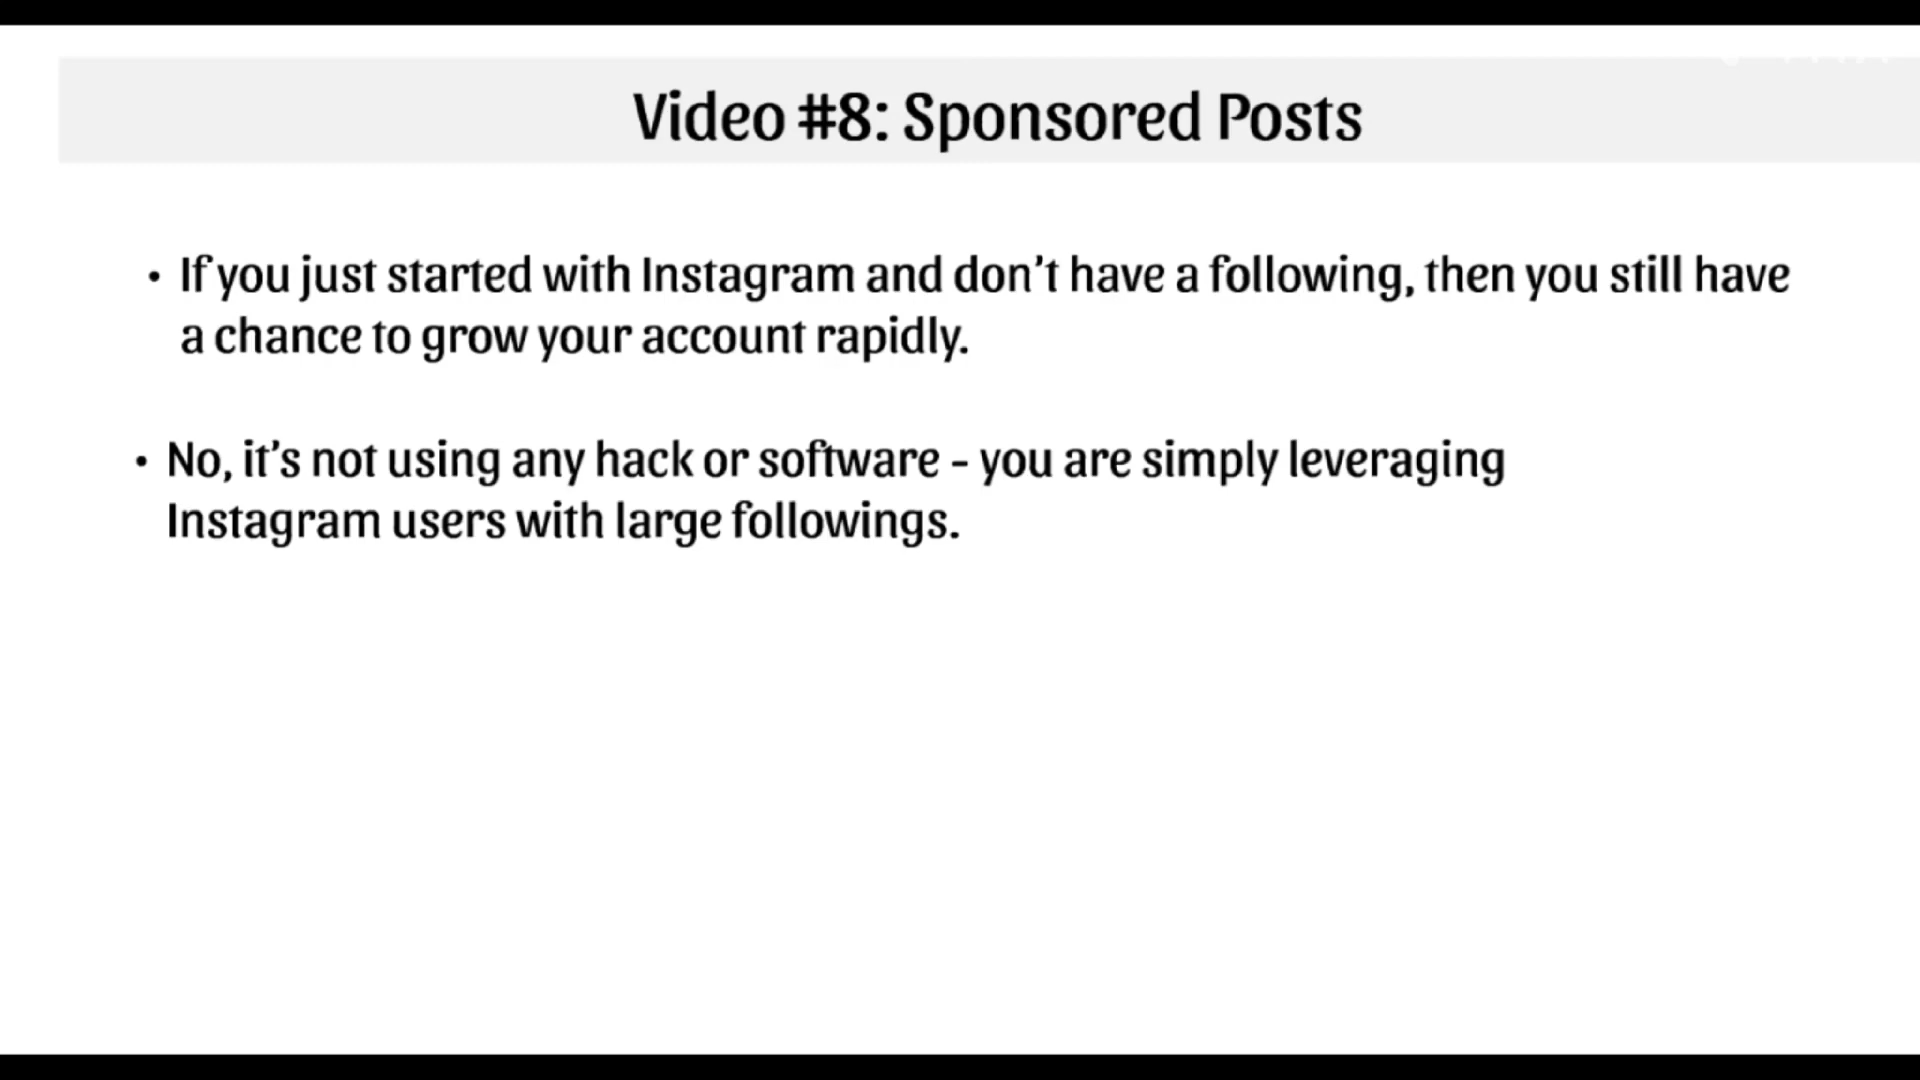 Video #8: Sponsored Posts
• If you just started with Instagram and don’t have a following, then you still have
a chance to grow your account rapidly.
• No, it’s not using any hack or software - you are simply leveraging
Instagram users with large followings.